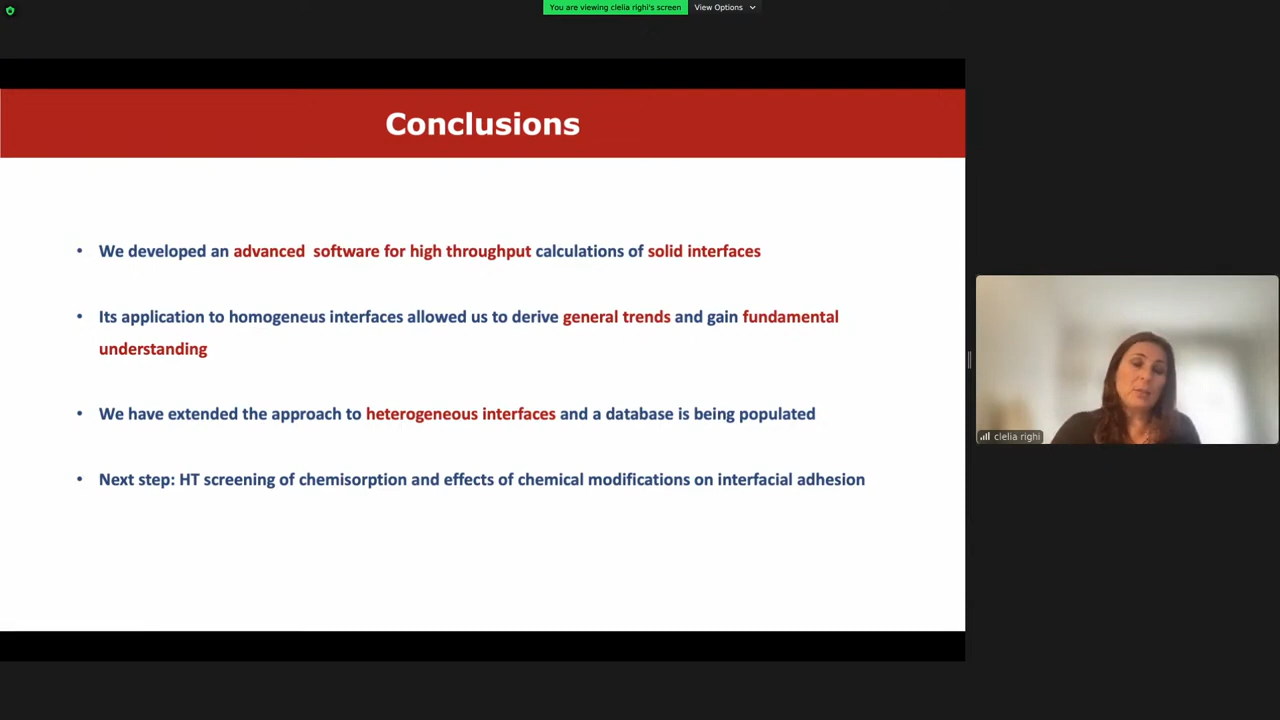 You are viewing clelia righi's screen
View Options
Conclusions
• We developed an advanced software for high throughput calculations of solid interfaces
• Its application to homogeneus interfaces allowed us to derive general trends and gain fundamental
understanding
• We have extended the approach to heterogeneous interfaces and a database is being populated
• Next step: HT screening of chemisorption and effects of chemical modifications on interfacial adhesion
clelia righi